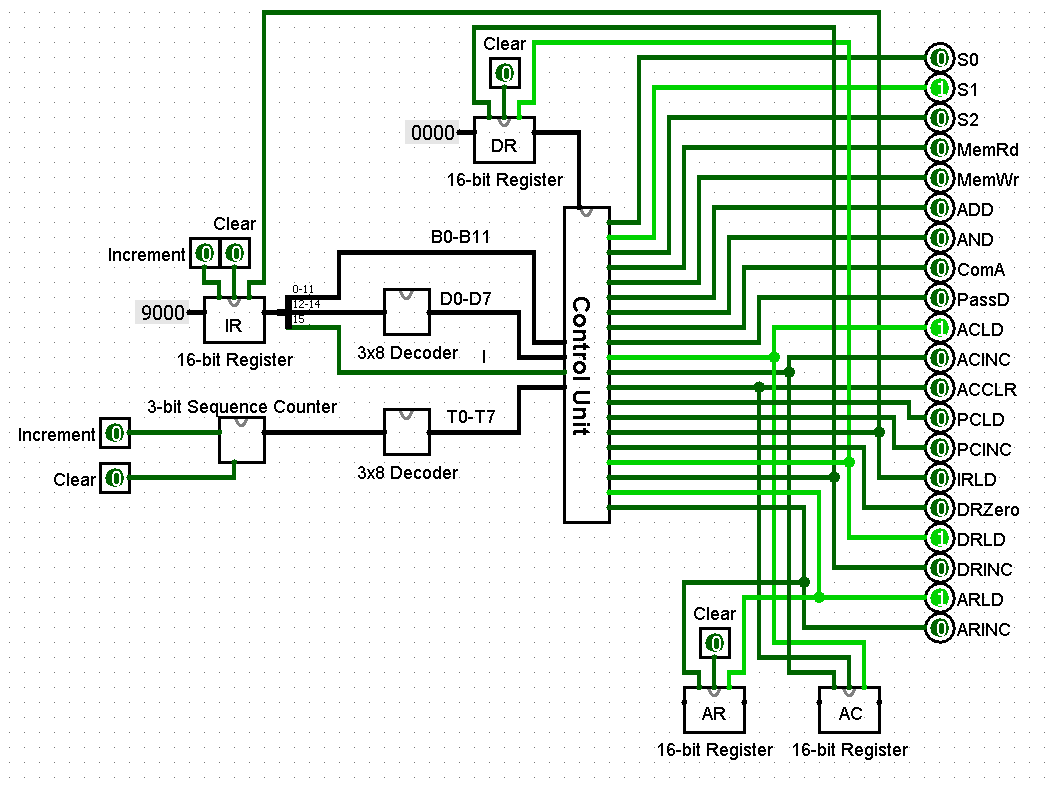 Clear
0
S0
0
S1
1
S2
0
0000
DR
16-bit Register
MemRd
0
MemWr
0
ADD
0
Clear
Increment
0
0
B0-B11
AND
0
ComA
0
0-11
12-14
15
D0-D7
9000
IR
16-bit Register
3x8 Decoder
I
PassD
0
ACLD
1
ACINC
0
Control Unit
ACCLR
0
3-bit Sequence Counter
Increment
0
T0-T7
PCLD
0
PCINC
0
Clear
0
3x8 Decoder
IRLD
0
DRZero
0
DRLD
1
DRINC
0
ARLD
1
Clear
0
ARINC
0
AR
AC
16-bit Register
16-bit Register